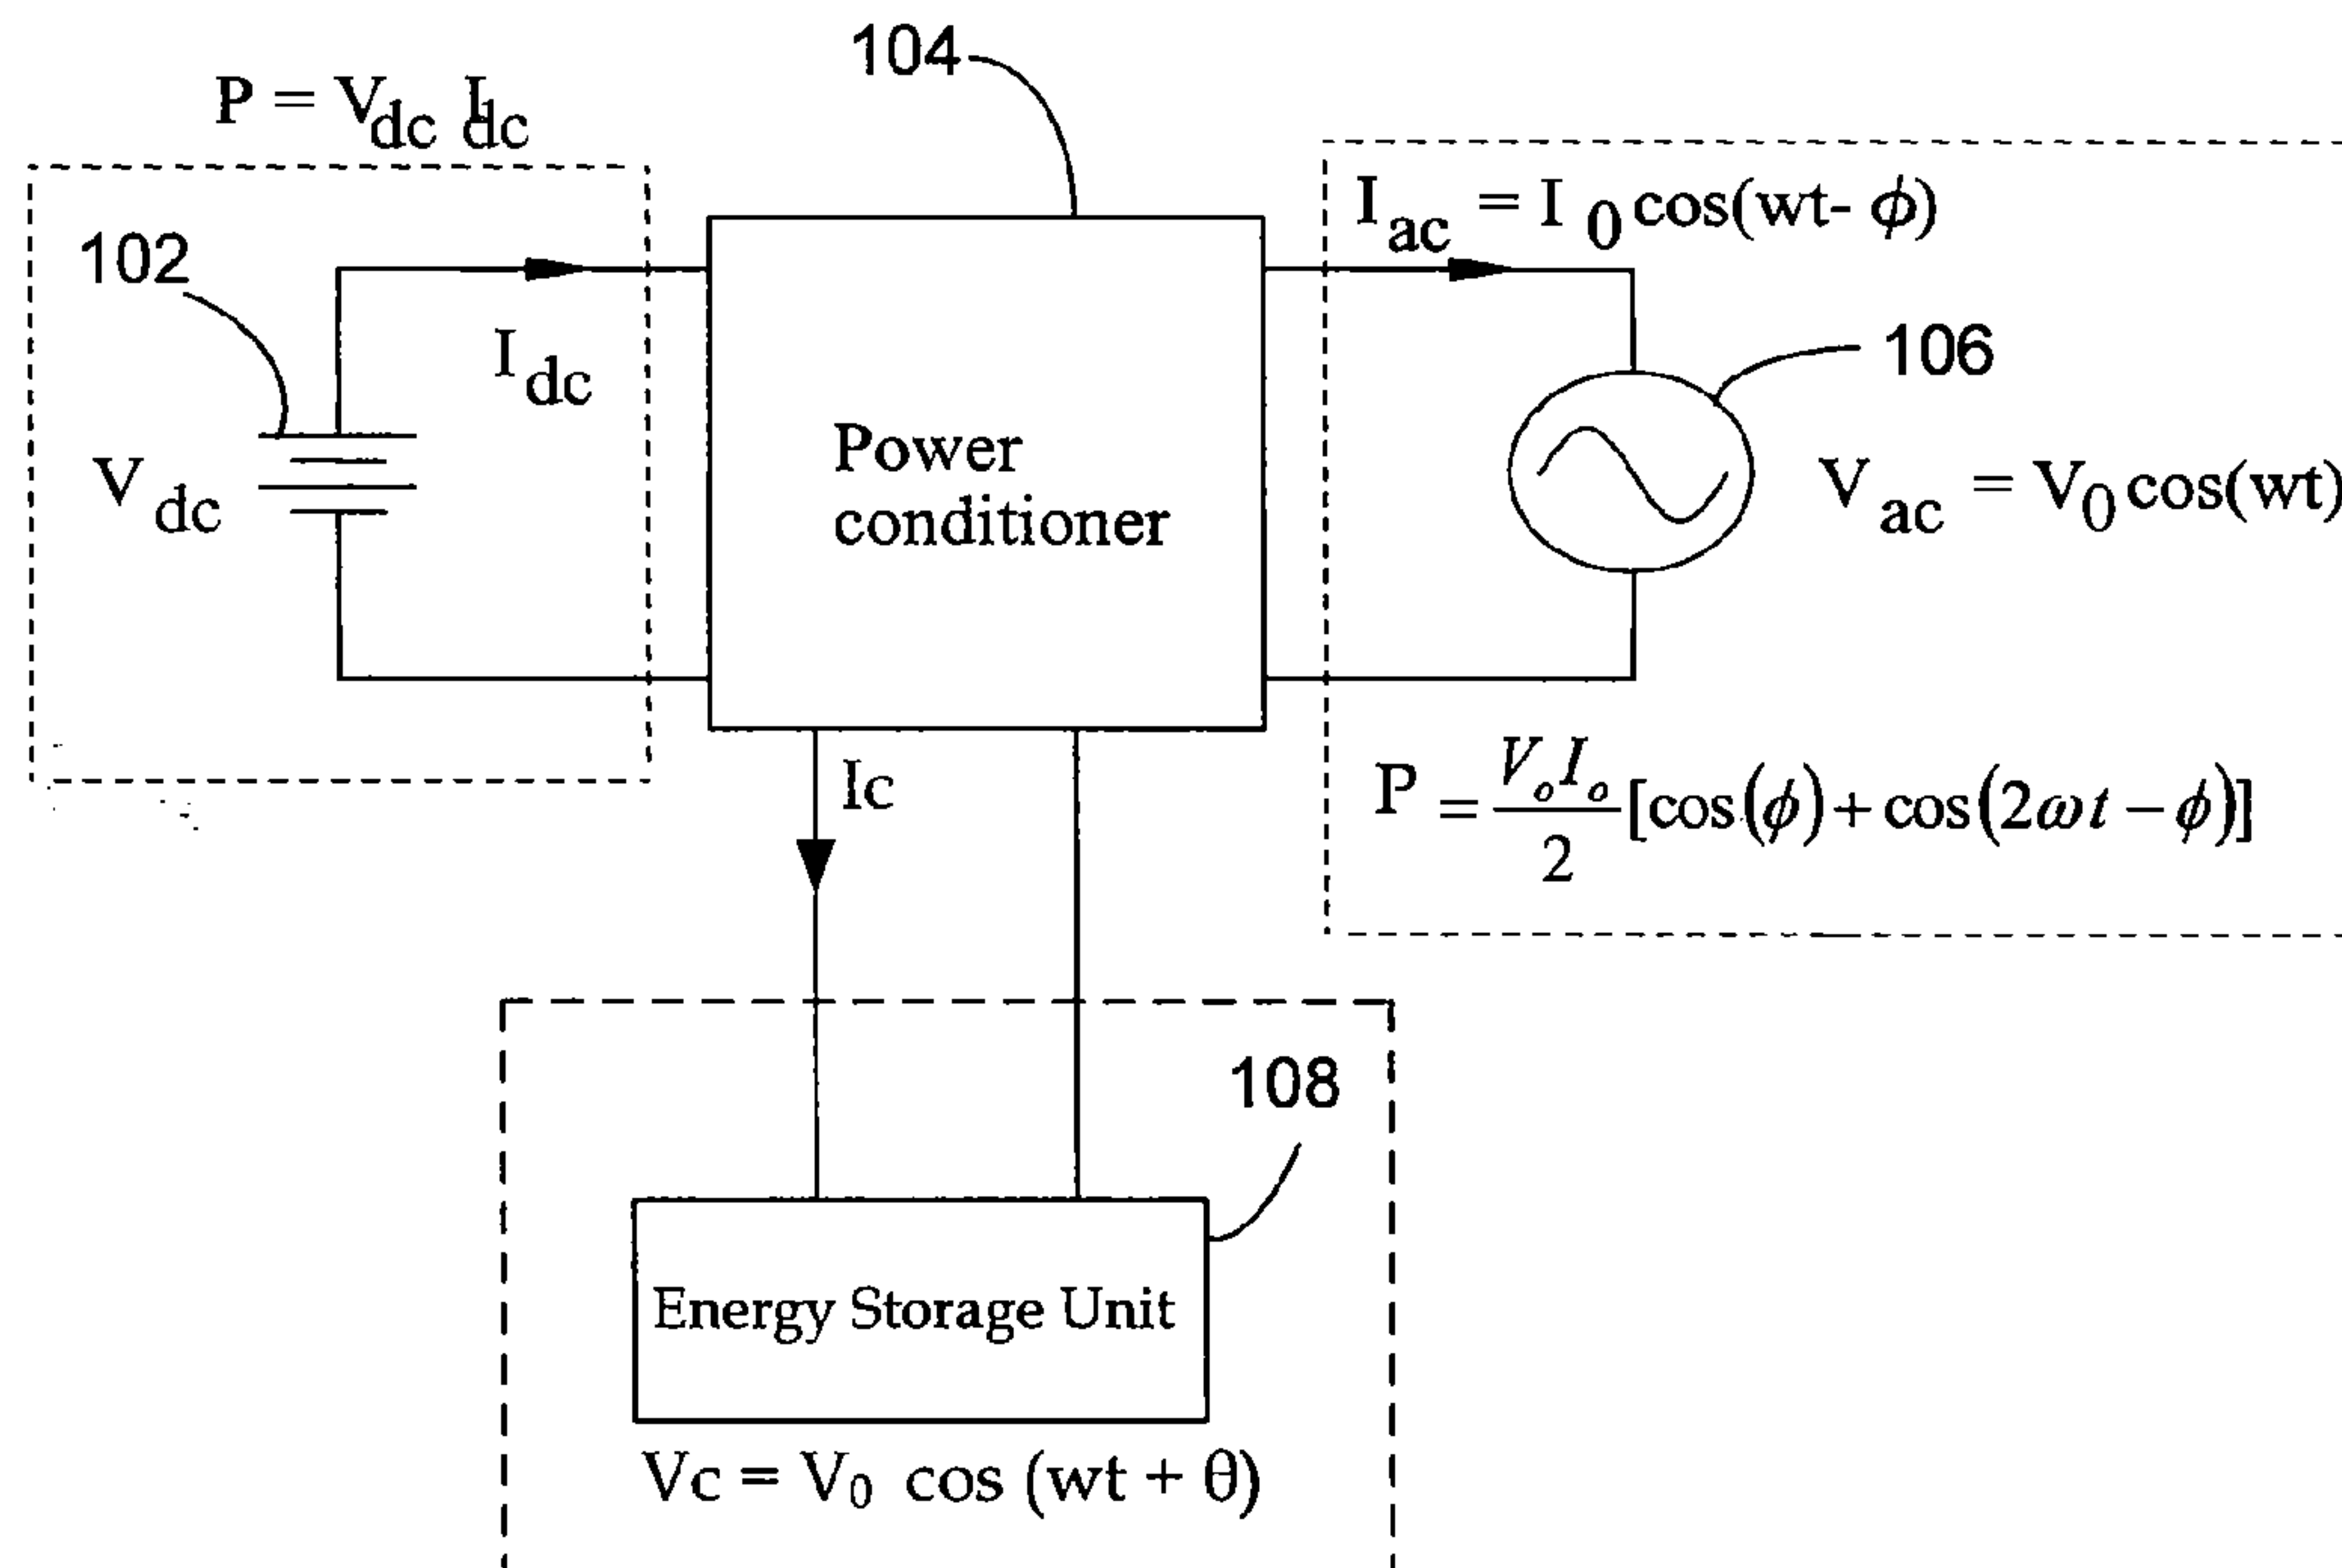 104
P = Vdc Idc
Iac = I0 cos(wt- ϕ)
102
Idc
106
Vdc
Power
conditioner
Vac = V0 cos(wt)
Ic
P = VoIo/2 [cos(ϕ)+cos(2ωt − ϕ)]
108
Energy Storage Unit
Vc = V0 cos (wt + θ)